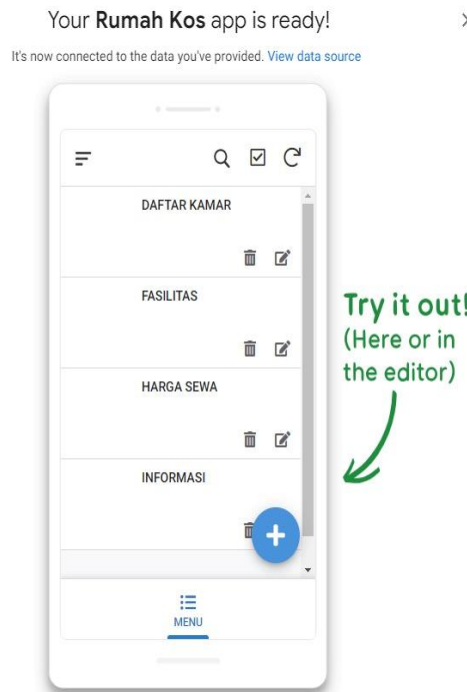 Your Rumah Kos app is ready!
It's now connected to the data you've provided. View data source
DAFTAR KAMAR
FASILITAS
HARGA SEWA
INFORMASI
MENU
Try it out!
(Here or in
the editor)